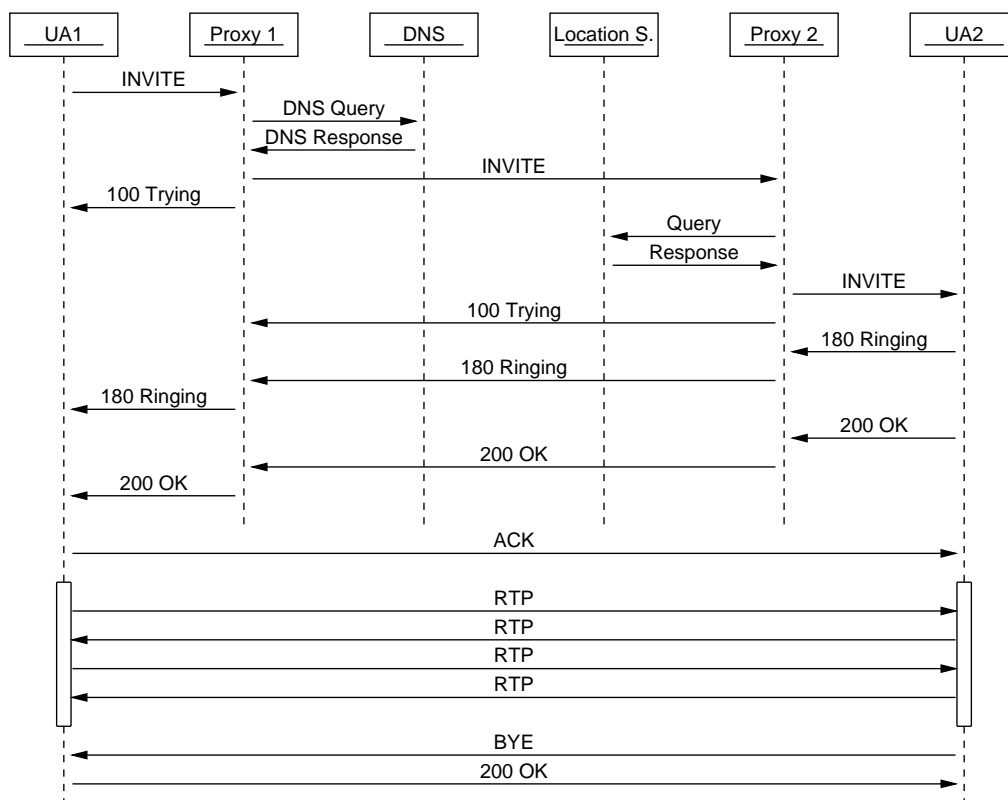 UA1
Proxy 1
DNS
Location S.
Proxy 2
UA2
INVITE
DNS Query
DNS Response
INVITE
100 Trying
Query
Response
INVITE
100 Trying
180 Ringing
180 Ringing
180 Ringing
200 OK
200 OK
200 OK
ACK
RTP
RTP
RTP
RTP
BYE
200 OK